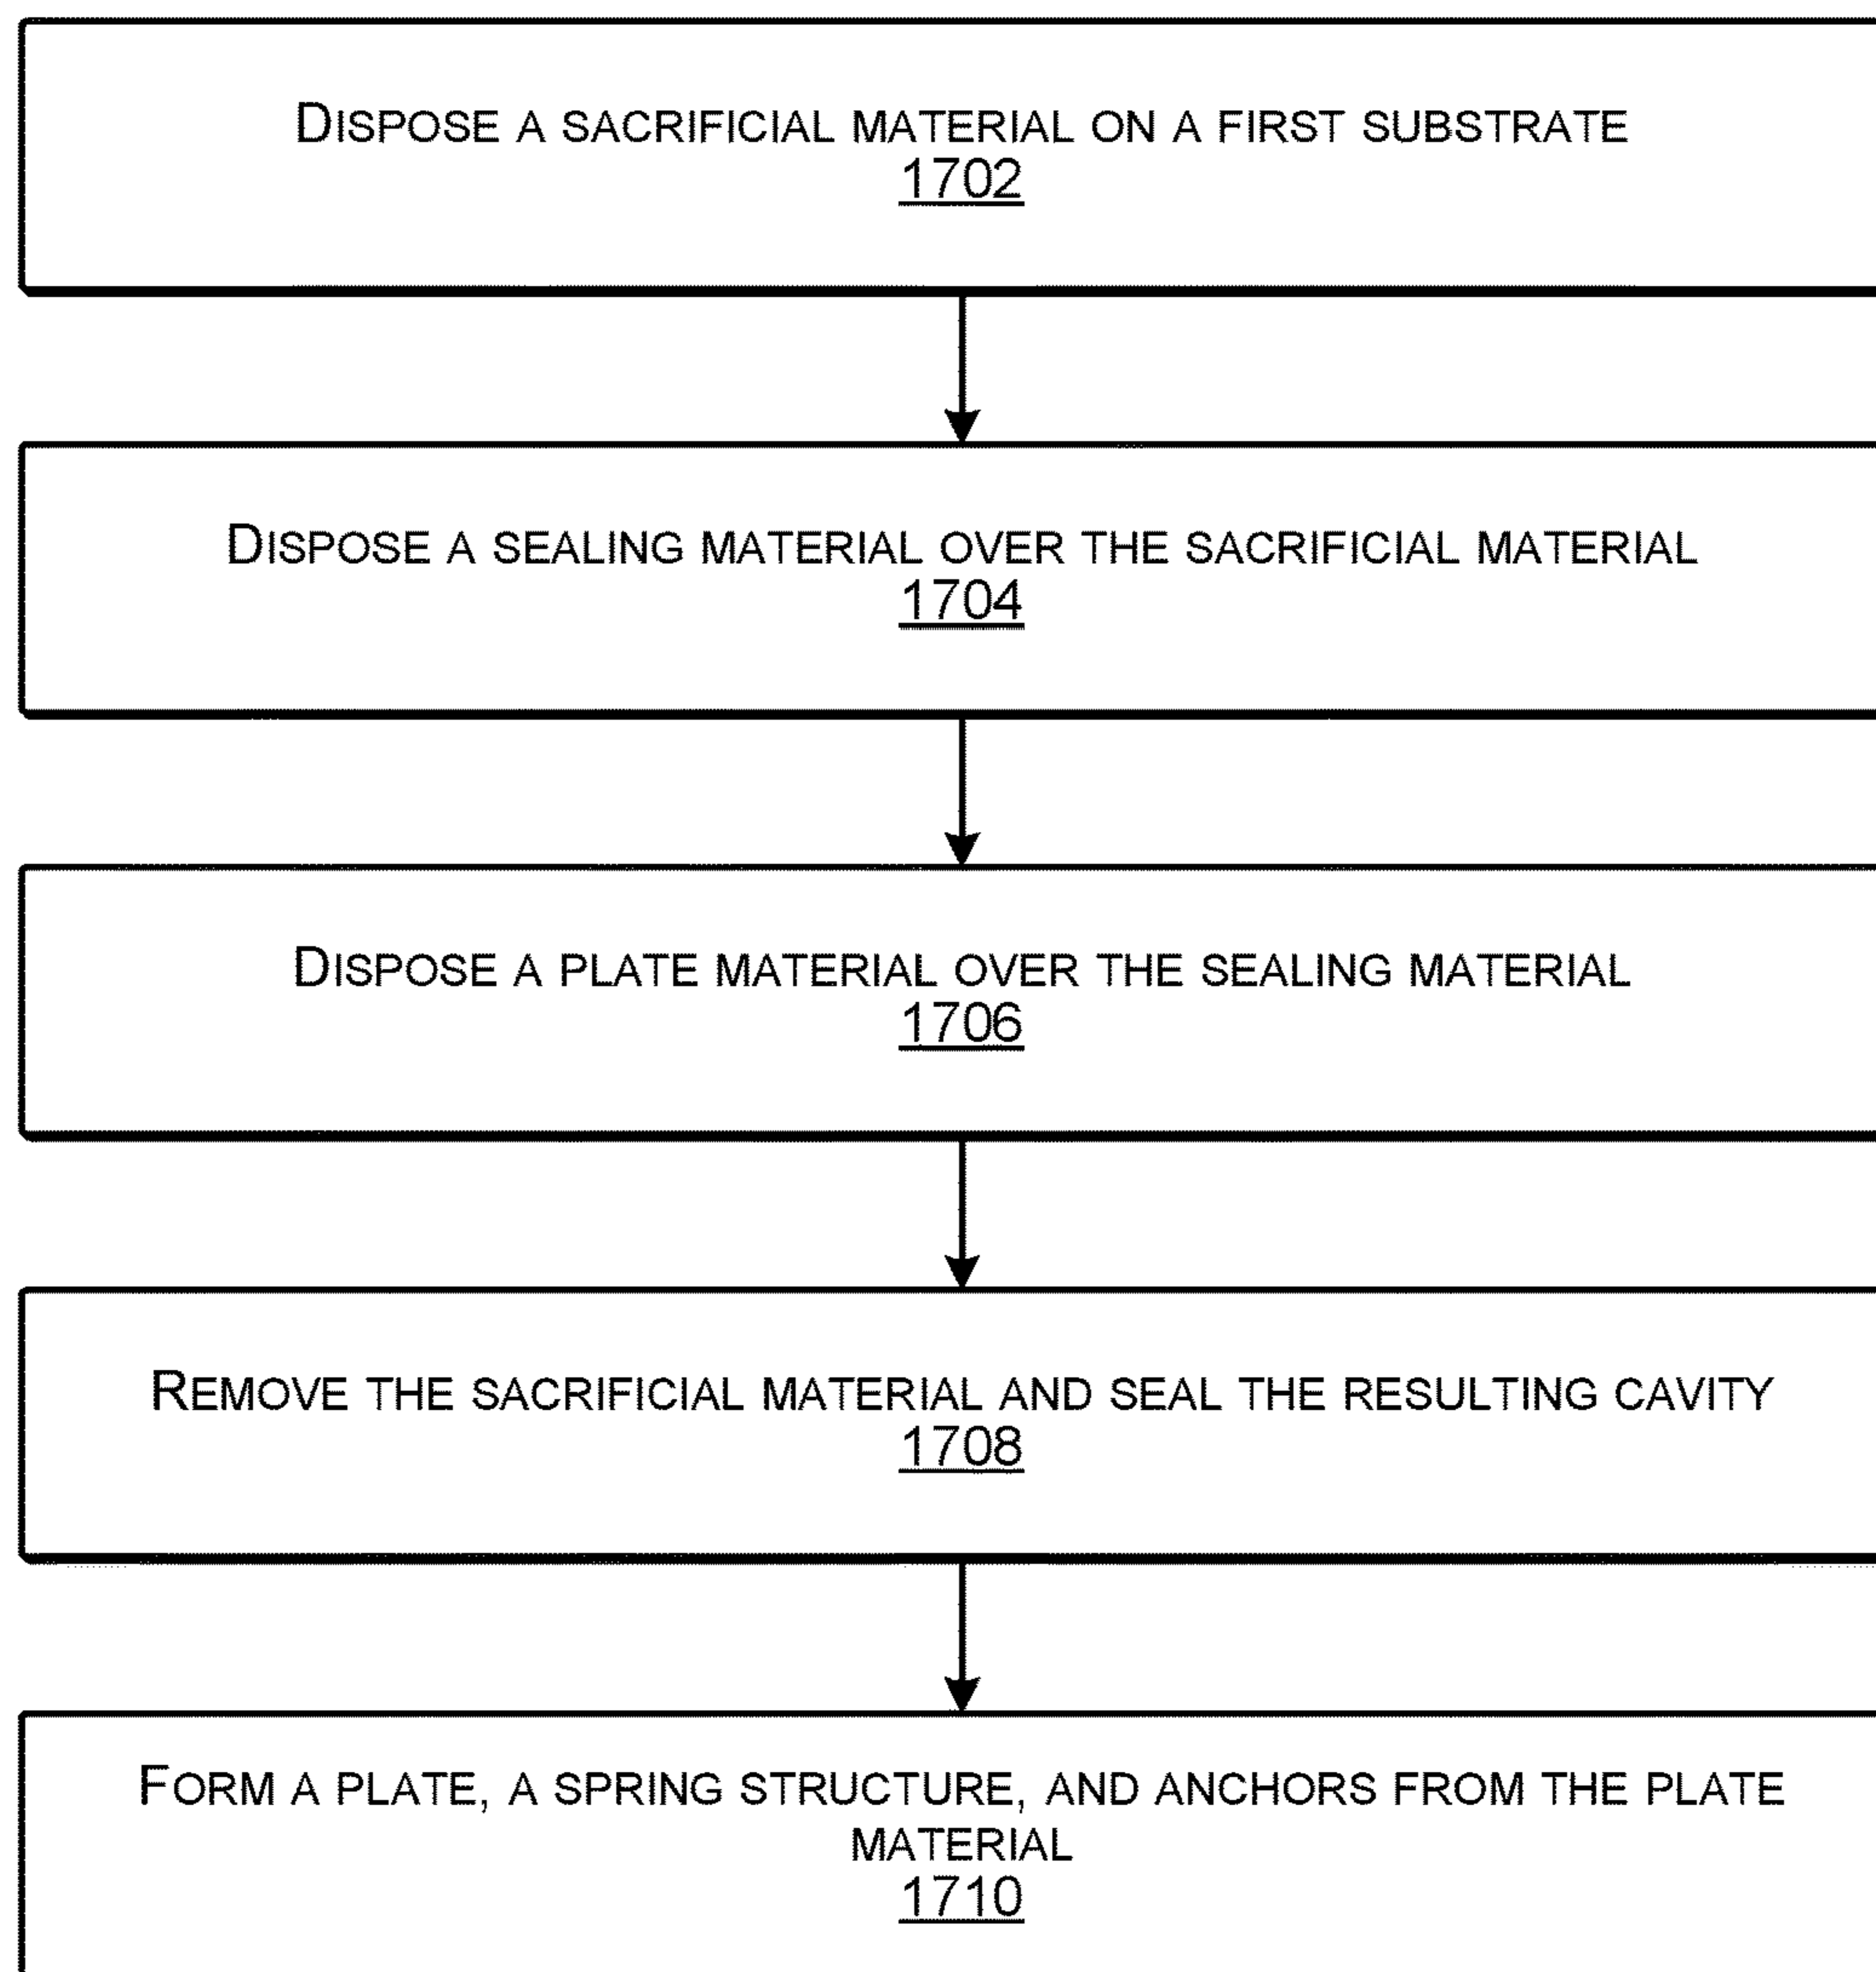 DISPOSE A SACRIFICIAL MATERIAL ON A FIRST SUBSTRATE
1702
DISPOSE A SEALING MATERIAL OVER THE SACRIFICIAL MATERIAL
1704
DISPOSE A PLATE MATERIAL OVER THE SEALING MATERIAL
1706
REMOVE THE SACRIFICIAL MATERIAL AND SEAL THE RESULTING CAVITY
1708
FORM A PLATE, A SPRING STRUCTURE, AND ANCHORS FROM THE PLATE
MATERIAL
1710